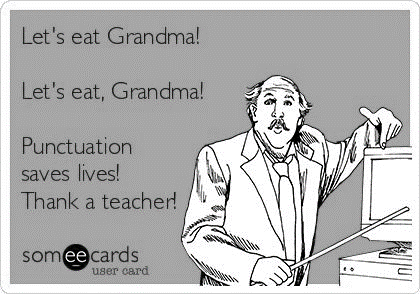 Let's eat Grandma!
Let's eat, Grandma!
Punctuation
saves lives!
Thank a teacher!
someecards
user card